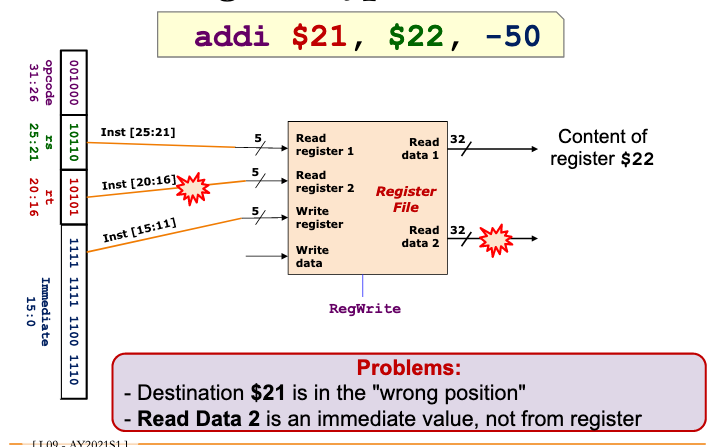 addi $21, $22, -50
opcode
31:26
001000
rs
25:21
10110
rt
20:16
10101
Immediate
15:0
1111 1111 1100 1110
Inst [25:21]
Inst [20:16]
Inst [15:11]
5
5
5
Read
register 1
Read
register 2
Write
register
Write
data
Register
File
Read
data 1
Read
data 2
32
32
Content of
register $22
RegWrite
Problems:
- Destination $21 is in the "wrong position"
- Read Data 2 is an immediate value, not from register
[ L09 - AY2021S1 ]